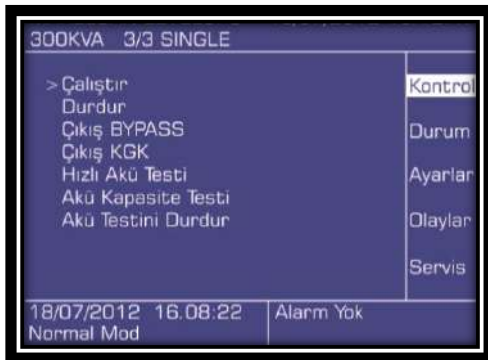 300KVA 3/3 SINGLE
> Çalıştır
Durdur
Çıkış BYPASS
Çıkış KGK
Hızlı Akü Testi
Akü Kapasite Testi
Akü Testini Durdur
Kontrol
Durum
Ayarlar
Olaylar
Servis
18/07/2012 16.08:22
Normal Mod
Alarm Yok